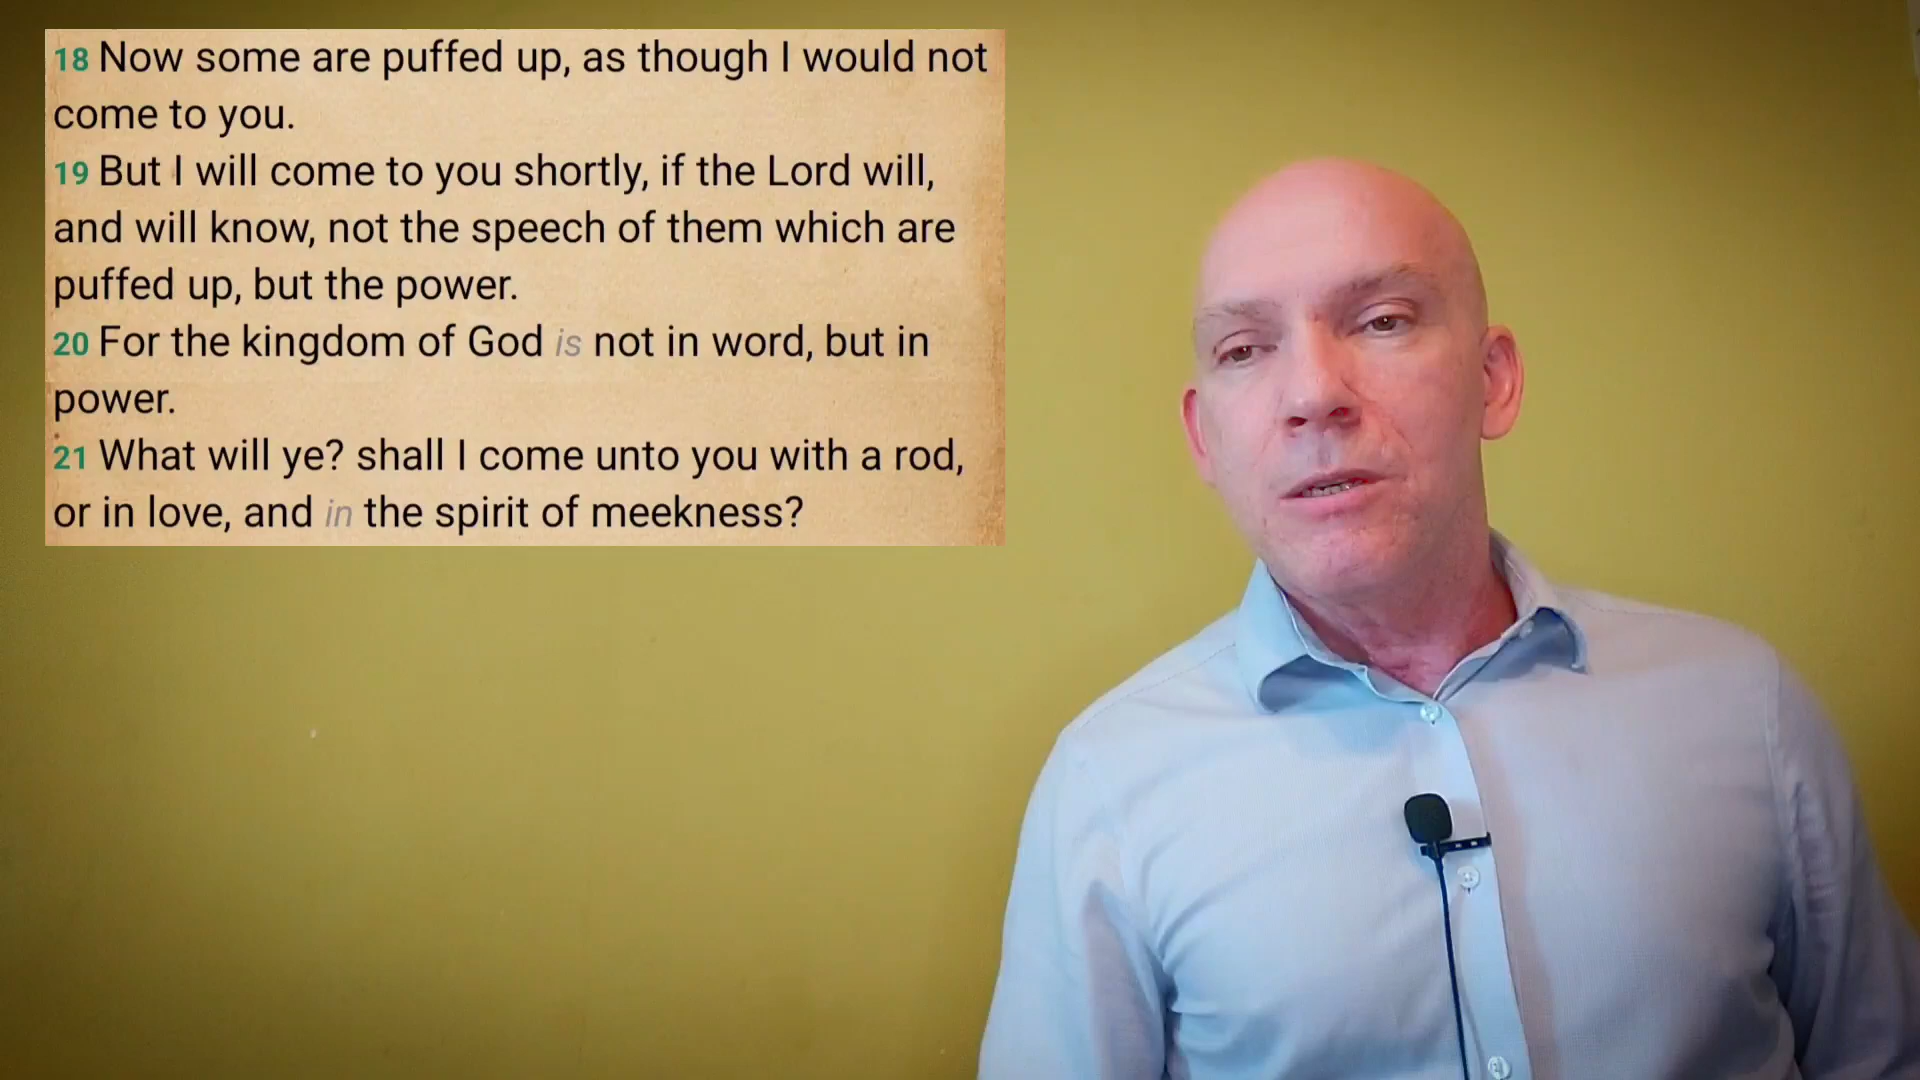 18 Now some are puffed up, as though I would not
come to you.
19 But I will come to you shortly, if the Lord will,
and will know, not the speech of them which are
puffed up, but the power.
20 For the kingdom of God is not in word, but in
power.
21 What will ye? shall I come unto you with a rod,
or in love, and in the spirit of meekness?